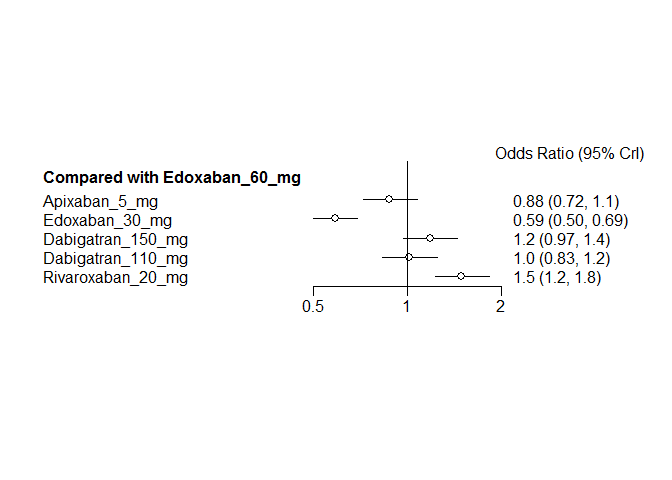 Odds Ratio (95% CrI)
Compared with Edoxaban_60_mg
Apixaban_5_mg 0.88 (0.72, 1.1)
Edoxaban_30_mg 0.59 (0.50, 0.69)
Dabigatran_150_mg 1.2 (0.97, 1.4)
Dabigatran_110_mg 1.0 (0.83, 1.2)
Rivaroxaban_20_mg 1.5 (1.2, 1.8)
0.5 1 2